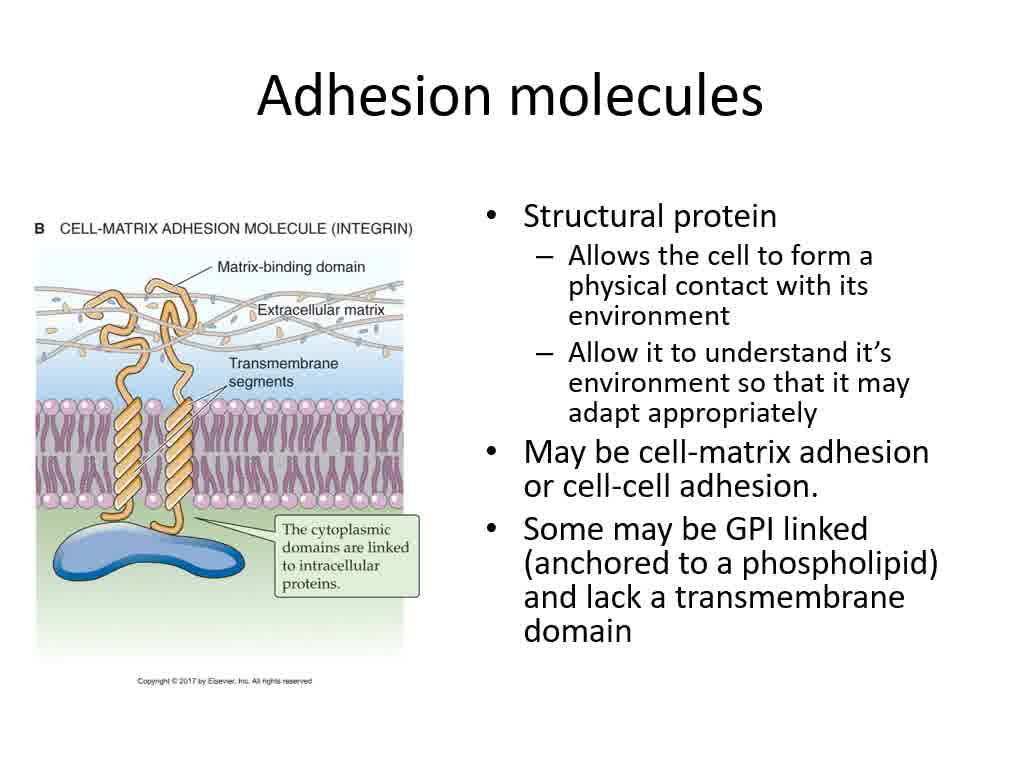 Adhesion molecules
B CELL-MATRIX ADHESION MOLECULE (INTEGRIN)
Matrix-binding domain
Extracellular matrix
Transmembrane
segments
The cytoplasmic
domains are linked
to intracellular
proteins.
Copyright © 2017 by Elsevier, Inc. All rights reserved
• Structural protein
– Allows the cell to form a
physical contact with its
environment
– Allow it to understand it’s
environment so that it may
adapt appropriately
• May be cell-matrix adhesion
or cell-cell adhesion.
• Some may be GPI linked
(anchored to a phospholipid)
and lack a transmembrane
domain